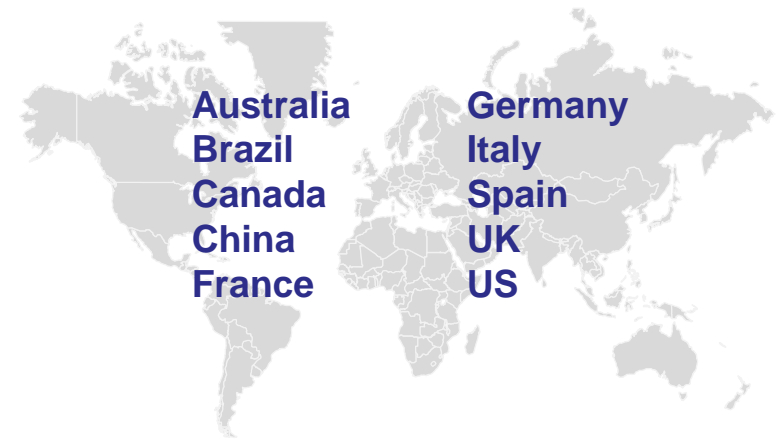 Australia
Brazil
Canada
China
France
Germany
Italy
Spain
UK
US